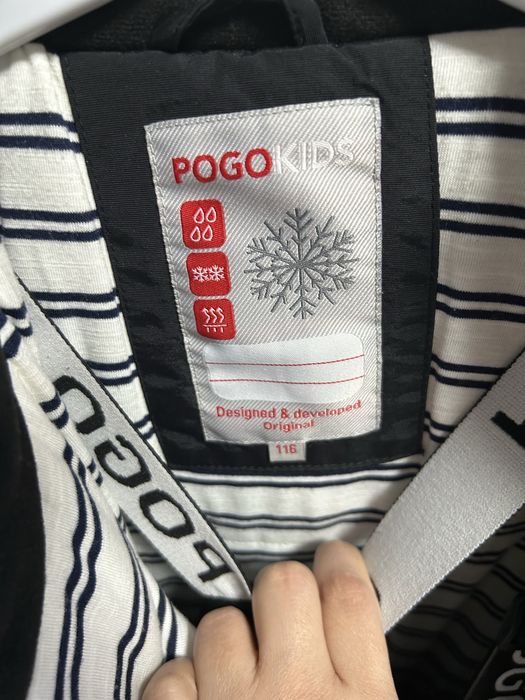 POGOKIDS
Designed & developed
Original
116
POGO